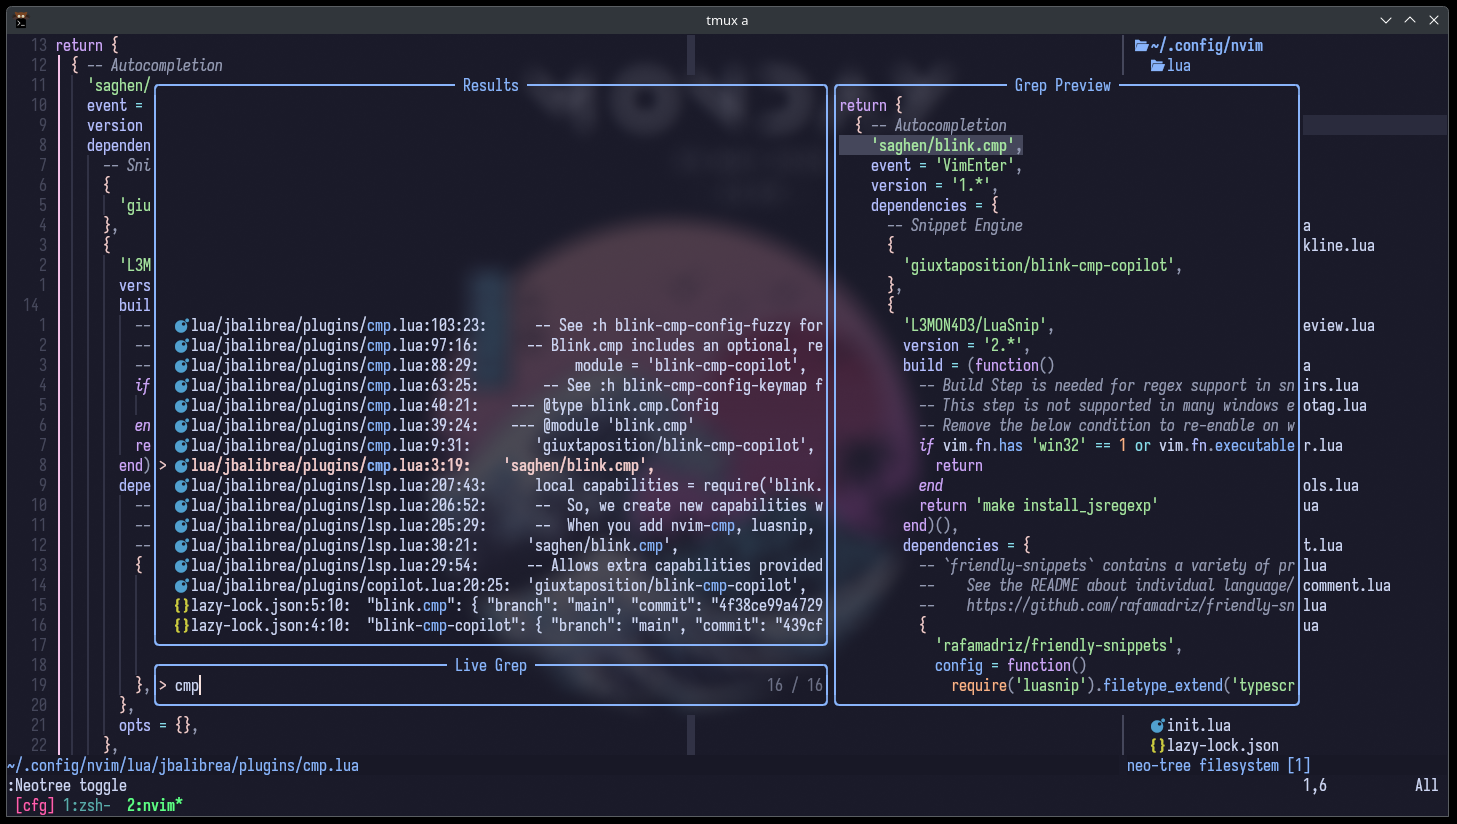 tmux a
13 return {
12 { -- Autocompletion
11 'saghen/
10 event =
9 version
8 dependen
7 -- Sni
6 {
5 'giu
4 },
3 {
2 'L3M
1 vers
14 buil
1 --
2 --
3 --
4 if
5
6 en
7 re
8 end)
9 depe
10 --
11 --
12 --
13 {
14
15
16
17
18
19 },
20 },
21 opts = {},
22 },
Results
lua/jbalibrea/plugins/cmp.lua:103:23: -- See :h blink-cmp-config-fuzzy for
lua/jbalibrea/plugins/cmp.lua:97:16: -- Blink.cmp includes an optional, re
lua/jbalibrea/plugins/cmp.lua:88:29: module = 'blink-cmp-copilot',
lua/jbalibrea/plugins/cmp.lua:63:25: -- See :h blink-cmp-config-keymap f
lua/jbalibrea/plugins/cmp.lua:40:21: --- @type blink.cmp.Config
lua/jbalibrea/plugins/cmp.lua:39:24: --- @module 'blink.cmp'
lua/jbalibrea/plugins/cmp.lua:9:31: 'giuxtaposition/blink-cmp-copilot',
> lua/jbalibrea/plugins/cmp.lua:3:19: 'saghen/blink.cmp',
lua/jbalibrea/plugins/lsp.lua:207:43: local capabilities = require('blink.
lua/jbalibrea/plugins/lsp.lua:206:52: -- So, we create new capabilities w
lua/jbalibrea/plugins/lsp.lua:205:29: -- When you add nvim-cmp, luasnip,
lua/jbalibrea/plugins/lsp.lua:30:21: 'saghen/blink.cmp',
lua/jbalibrea/plugins/lsp.lua:29:54: -- Allows extra capabilities provided
lua/jbalibrea/plugins/copilot.lua:20:25: 'giuxtaposition/blink-cmp-copilot',
{}lazy-lock.json:5:10: "blink.cmp": { "branch": "main", "commit": "4f38ce99a4729
{}lazy-lock.json:4:10: "blink-cmp-copilot": { "branch": "main", "commit": "439cf
Live Grep
> cmp 16 / 16
Grep Preview
return {
{ -- Autocompletion
'saghen/blink.cmp',
event = 'VimEnter',
version = '1.*',
dependencies = {
-- Snippet Engine
{
'giuxtaposition/blink-cmp-copilot',
},
{
'L3MON4D3/LuaSnip',
version = '2.*',
build = (function()
-- Build Step is needed for regex support in sn
-- This step is not supported in many windows e
-- Remove the below condition to re-enable on w
if vim.fn.has 'win32' == 1 or vim.fn.executable
return
end
return 'make install_jsregexp'
end)(),
dependencies = {
-- `friendly-snippets` contains a variety of pr
-- See the README about individual language/
-- https://github.com/rafamadriz/friendly-sn
{
'rafamadriz/friendly-snippets',
config = function()
require('luasnip').filetype_extend('typescr
~/.config/nvim
lua
a
kline.lua
eview.lua
a
irs.lua
otag.lua
r.lua
ols.lua
ua
t.lua
lua
comment.lua
lua
ua
init.lua
{}lazy-lock.json
~/.config/nvim/lua/jbalibrea/plugins/cmp.lua
neo-tree filesystem [1]
:Neotree toggle
1,6 All
[cfg] 1:zsh- 2:nvim*